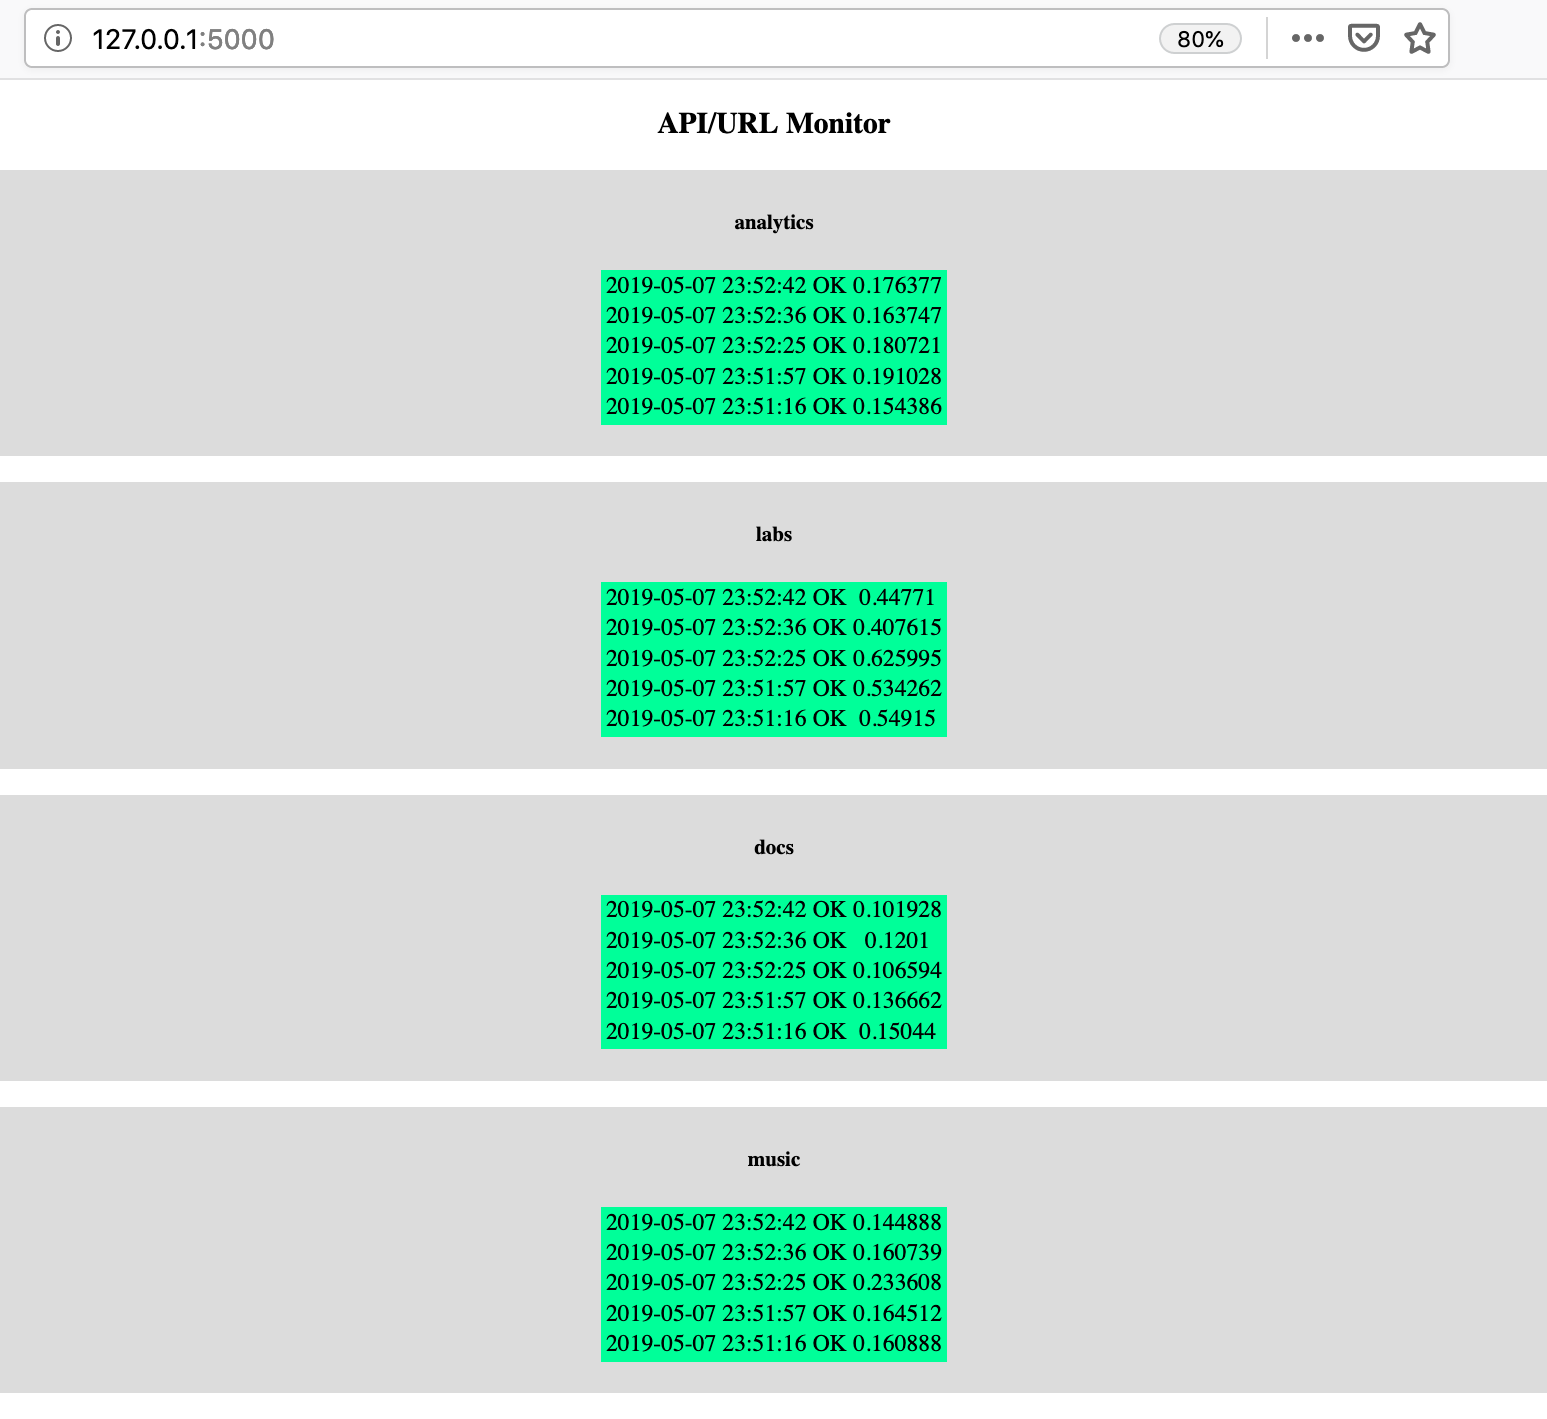 127.0.0.1:5000 80%
API/URL Monitor
analytics
2019-05-07 23:52:42 OK 0.176377
2019-05-07 23:52:36 OK 0.163747
2019-05-07 23:52:25 OK 0.180721
2019-05-07 23:51:57 OK 0.191028
2019-05-07 23:51:16 OK 0.154386
labs
2019-05-07 23:52:42 OK 0.44771
2019-05-07 23:52:36 OK 0.407615
2019-05-07 23:52:25 OK 0.625995
2019-05-07 23:51:57 OK 0.534262
2019-05-07 23:51:16 OK 0.54915
docs
2019-05-07 23:52:42 OK 0.101928
2019-05-07 23:52:36 OK 0.1201
2019-05-07 23:52:25 OK 0.106594
2019-05-07 23:51:57 OK 0.136662
2019-05-07 23:51:16 OK 0.15044
music
2019-05-07 23:52:42 OK 0.144888
2019-05-07 23:52:36 OK 0.160739
2019-05-07 23:52:25 OK 0.233608
2019-05-07 23:51:57 OK 0.164512
2019-05-07 23:51:16 OK 0.160888